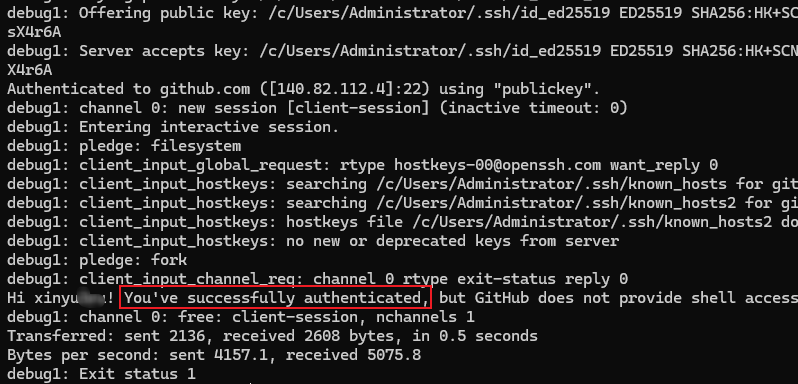 debug1: Offering public key: /c/Users/Administrator/.ssh/id_ed25519 ED25519 SHA256:HK+SCN
sX4r6A
debug1: Server accepts key: /c/Users/Administrator/.ssh/id_ed25519 ED25519 SHA256:HK+SCN
X4r6A
Authenticated to github.com ([140.82.112.4]:22) using "publickey".
debug1: channel 0: new session [client-session] (inactive timeout: 0)
debug1: Entering interactive session.
debug1: pledge: filesystem
debug1: client_input_global_request: rtype hostkeys-00@openssh.com want_reply 0
debug1: client_input_hostkeys: searching /c/Users/Administrator/.ssh/known_hosts for git
debug1: client_input_hostkeys: searching /c/Users/Administrator/.ssh/known_hosts2 for gi
debug1: client_input_hostkeys: hostkeys file /c/Users/Administrator/.ssh/known_hosts2 do
debug1: client_input_hostkeys: no new or deprecated keys from server
debug1: pledge: fork
debug1: client_input_channel_req: channel 0 rtype exit-status reply 0
Hi You've successfully authenticated, but GitHub does not provide shell access
debug1: channel 0: free: client-session, nchannels 1
Transferred: sent 2136, received 2608 bytes, in 0.5 seconds
Bytes per second: sent 4157.1, received 5075.8
debug1: Exit status 1